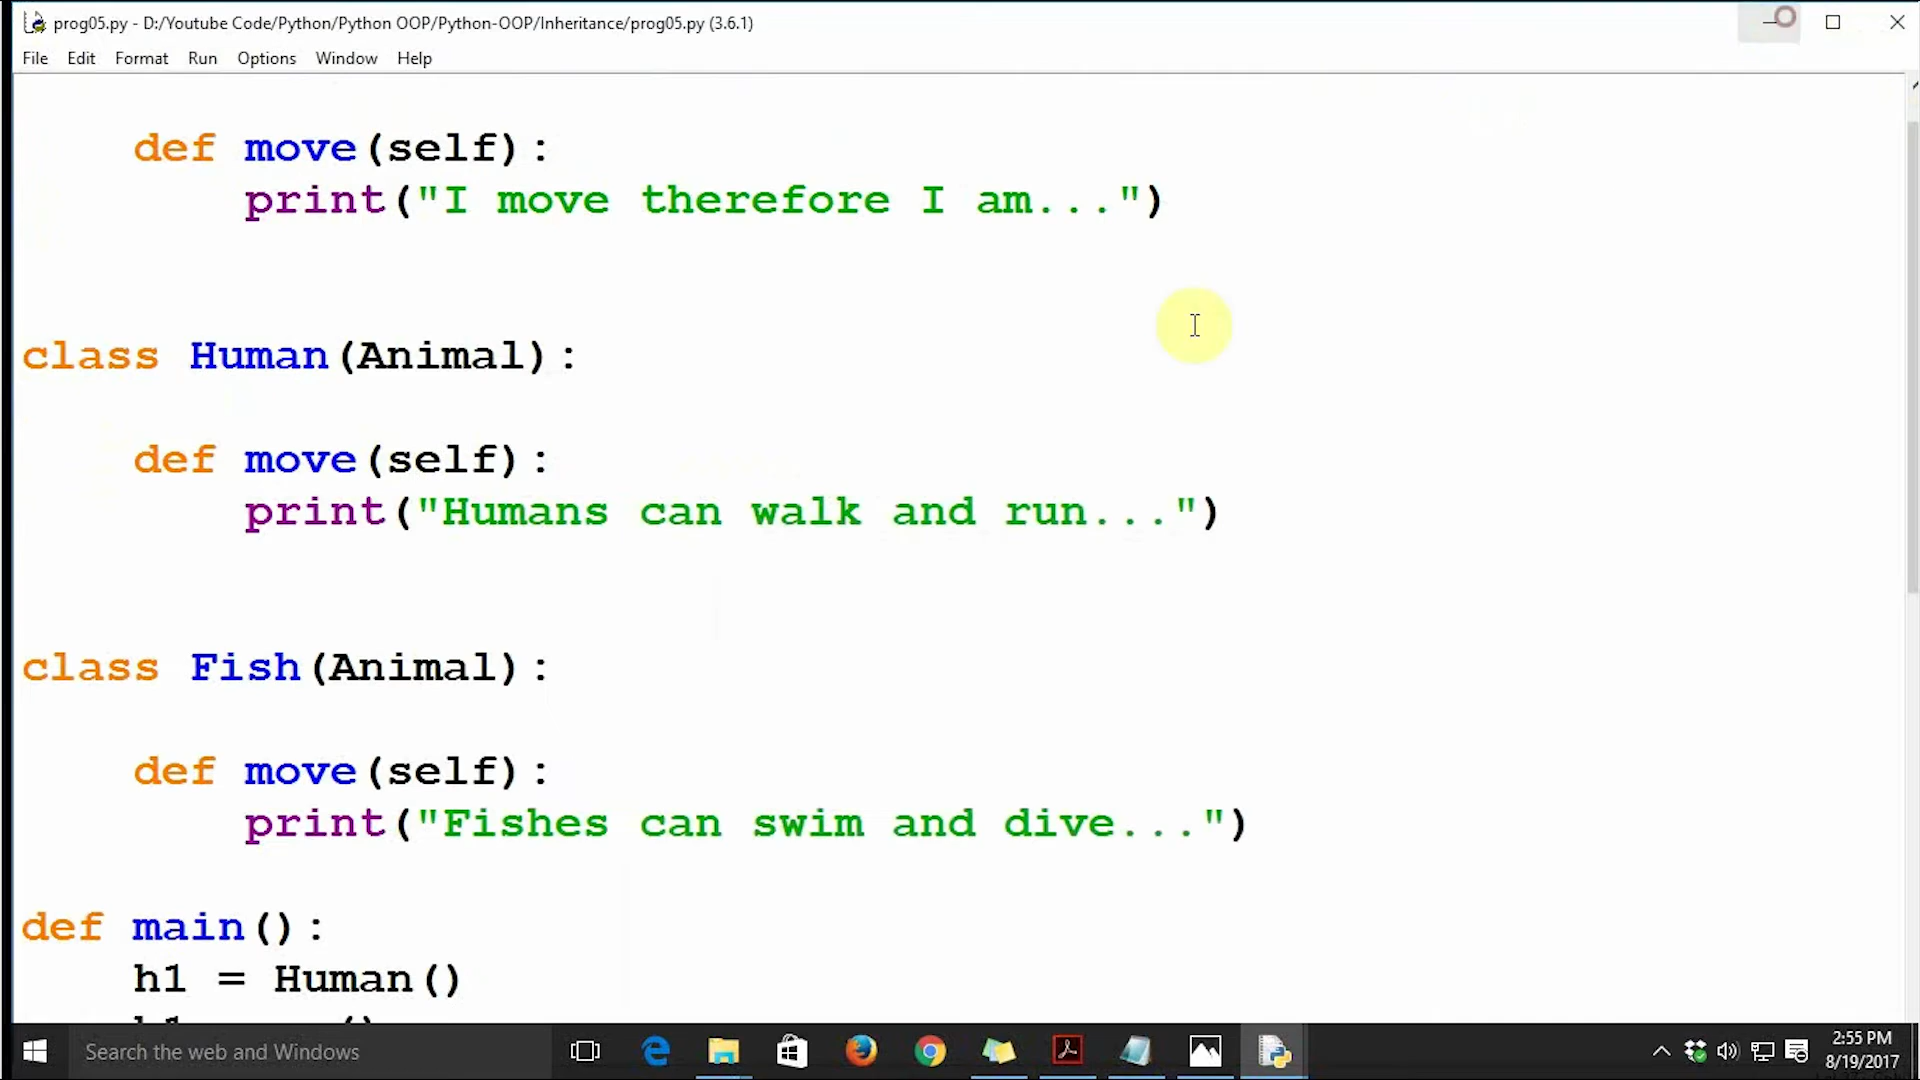 prog05.py - D:/Youtube Code/Python/Python OOP/Python-OOP/Inheritance/prog05.py (3.6.1)
File Edit Format Run Options Window Help
def move(self):
print("I move therefore I am...")
class Human(Animal):
def move(self):
print("Humans can walk and run...")
class Fish(Animal):
def move(self):
print("Fishes can swim and dive...")
def main():
h1 = Human()
Search the web and Windows
2:55 PM
8/19/2017